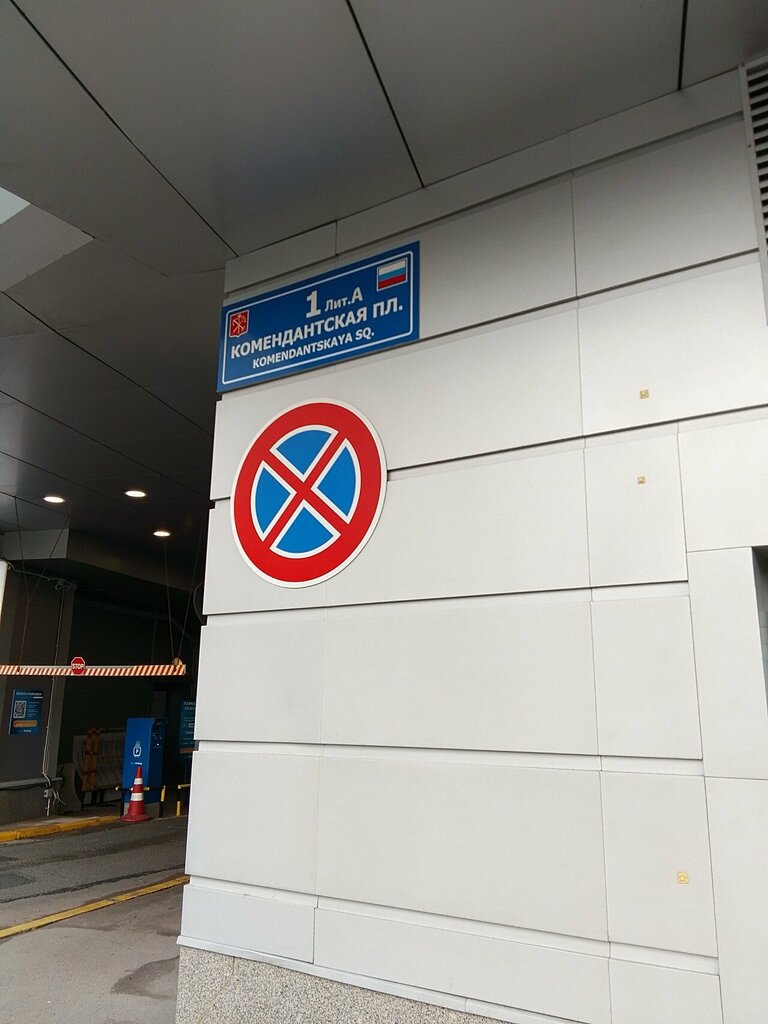 1 Лит.А
КОМЕНДАНТСКАЯ ПЛ.
KOMENDANTSKAYA SQ.
STOP